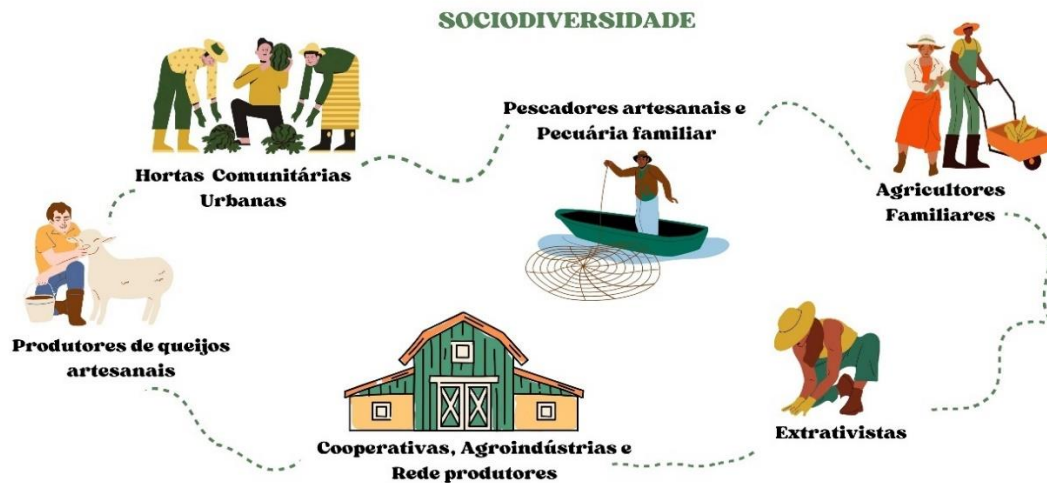 SOCIODIVERSIDADE
Hortas Comunitárias
Urbanas
Pescadores artesanais e
Pecuária familiar
Agricultores
Familiares
Produtores de queijos
artesanais
Cooperativas, Agroindústrias e
Rede produtores
Extrativistas